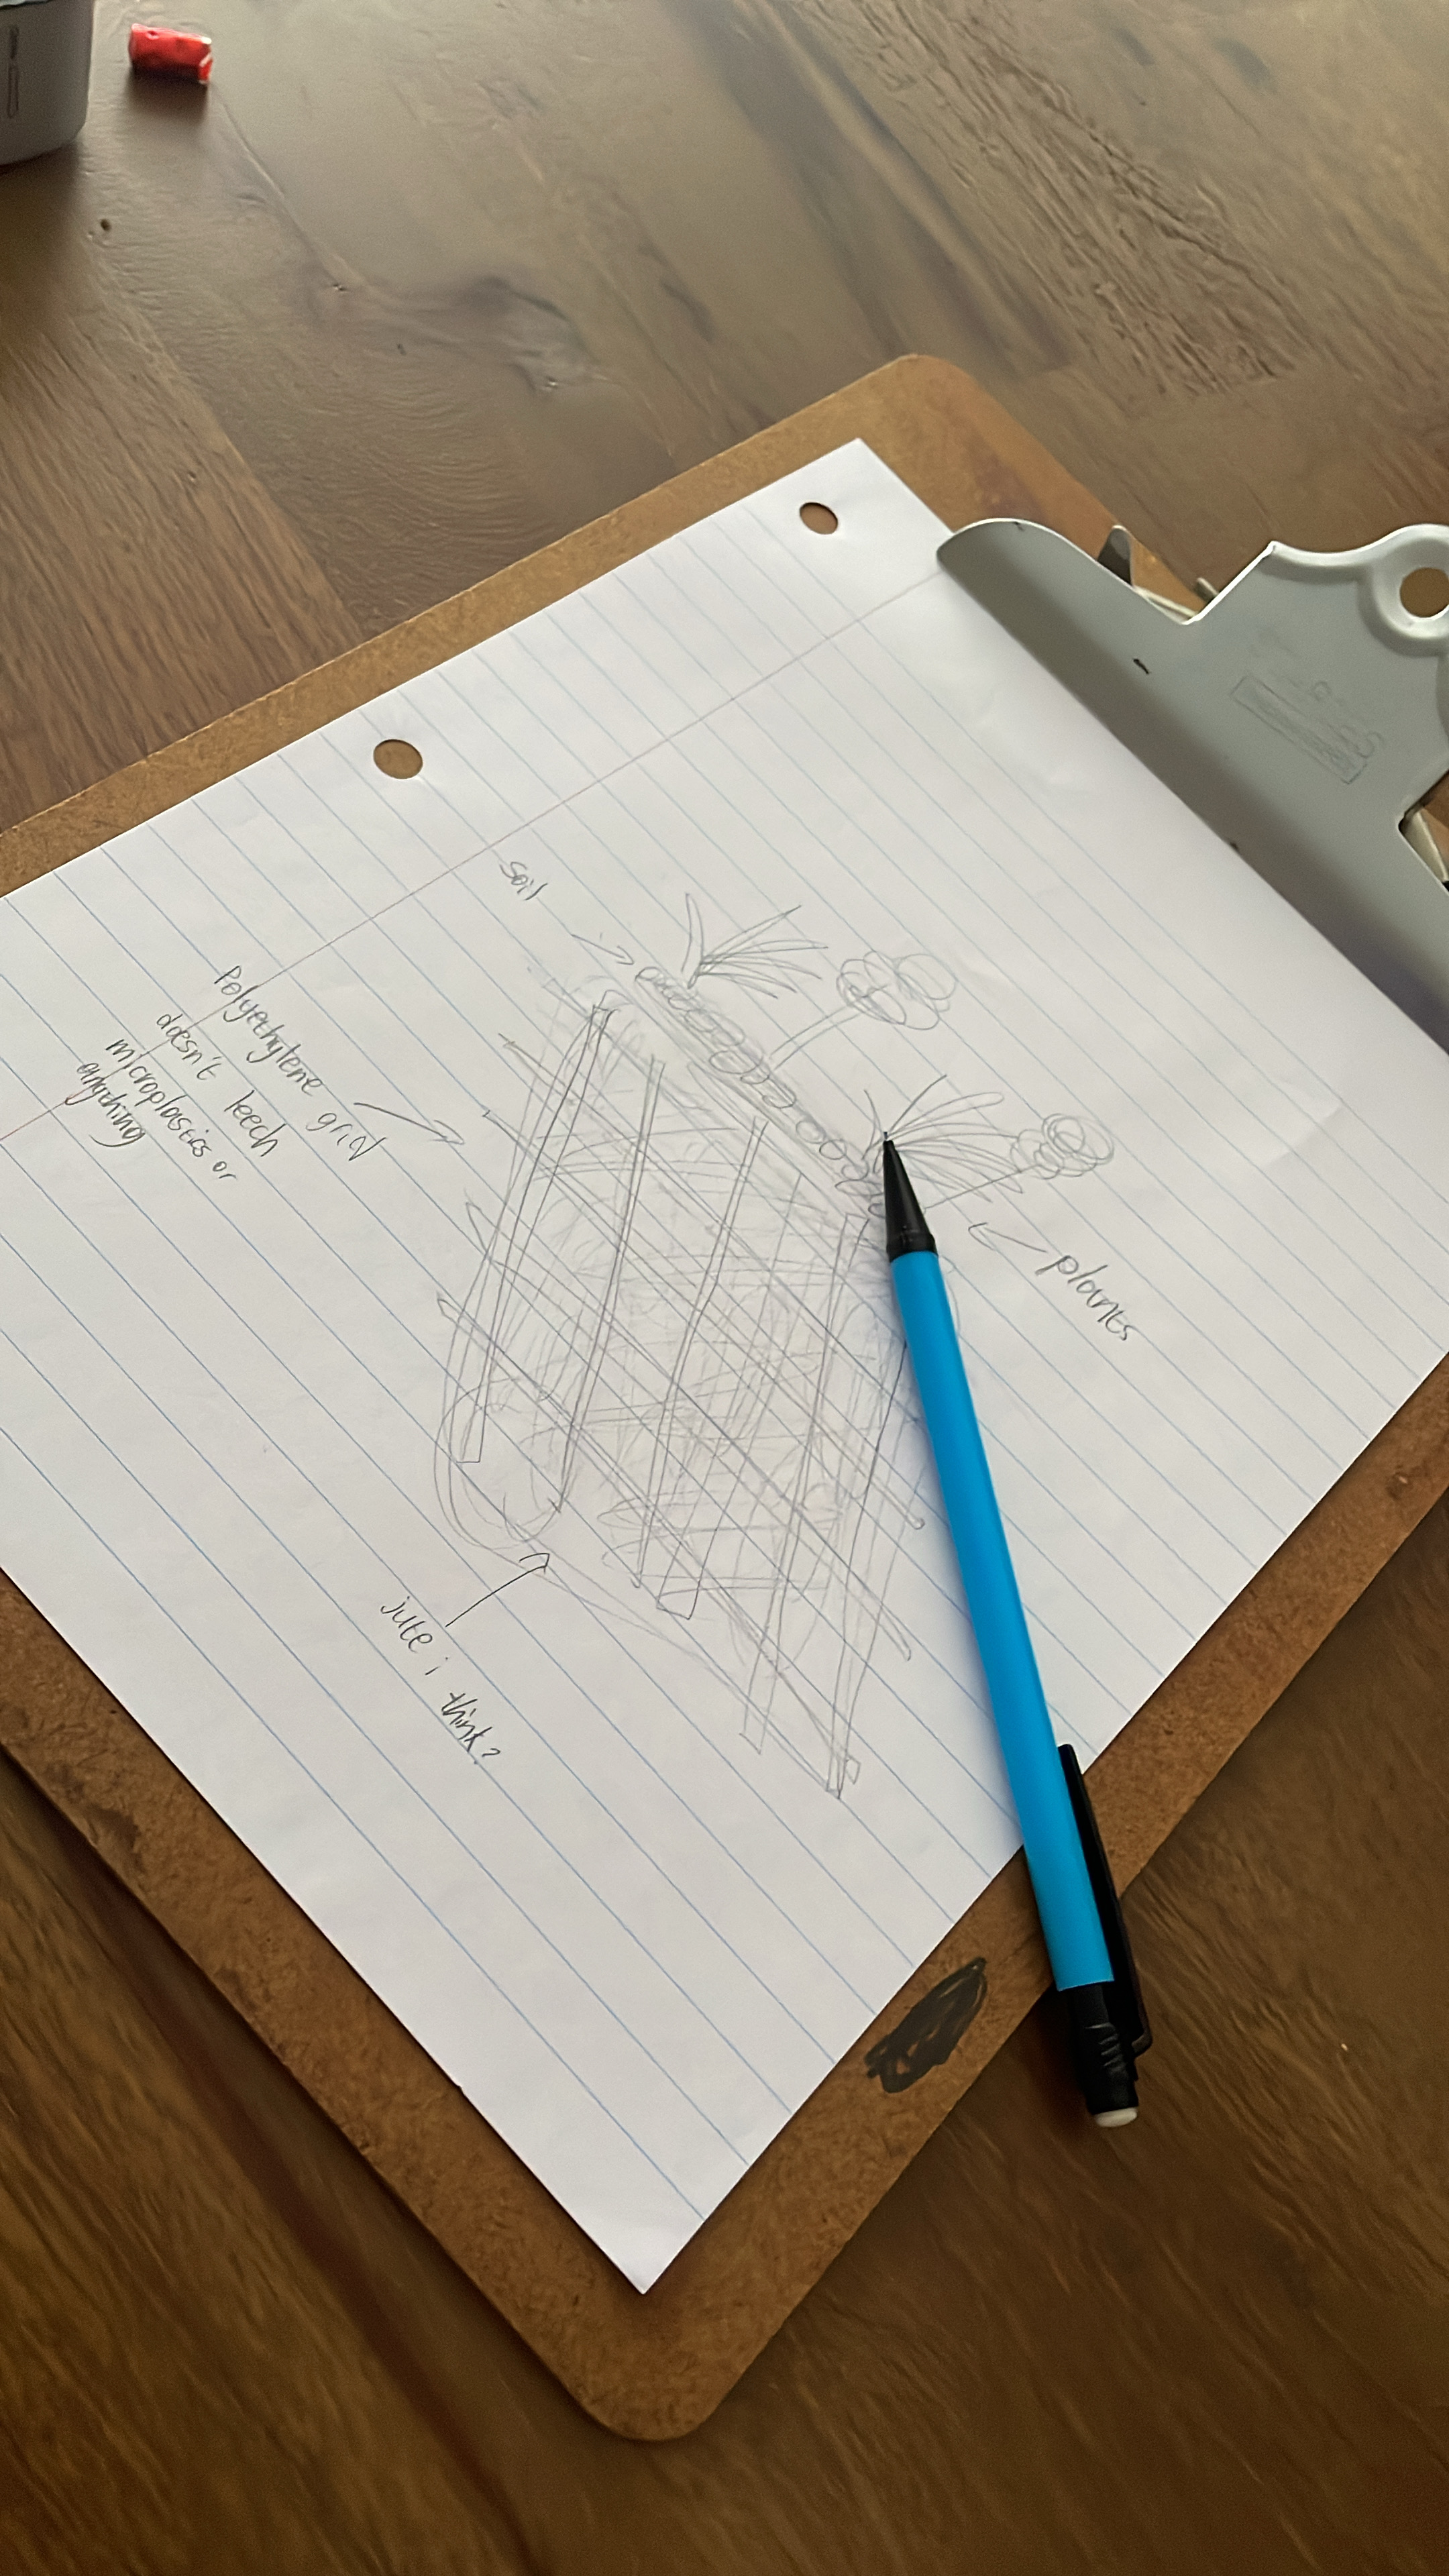 Soil
Polyethylene grid
doesn't leech
microplastics or
anything
plants
jute i think?